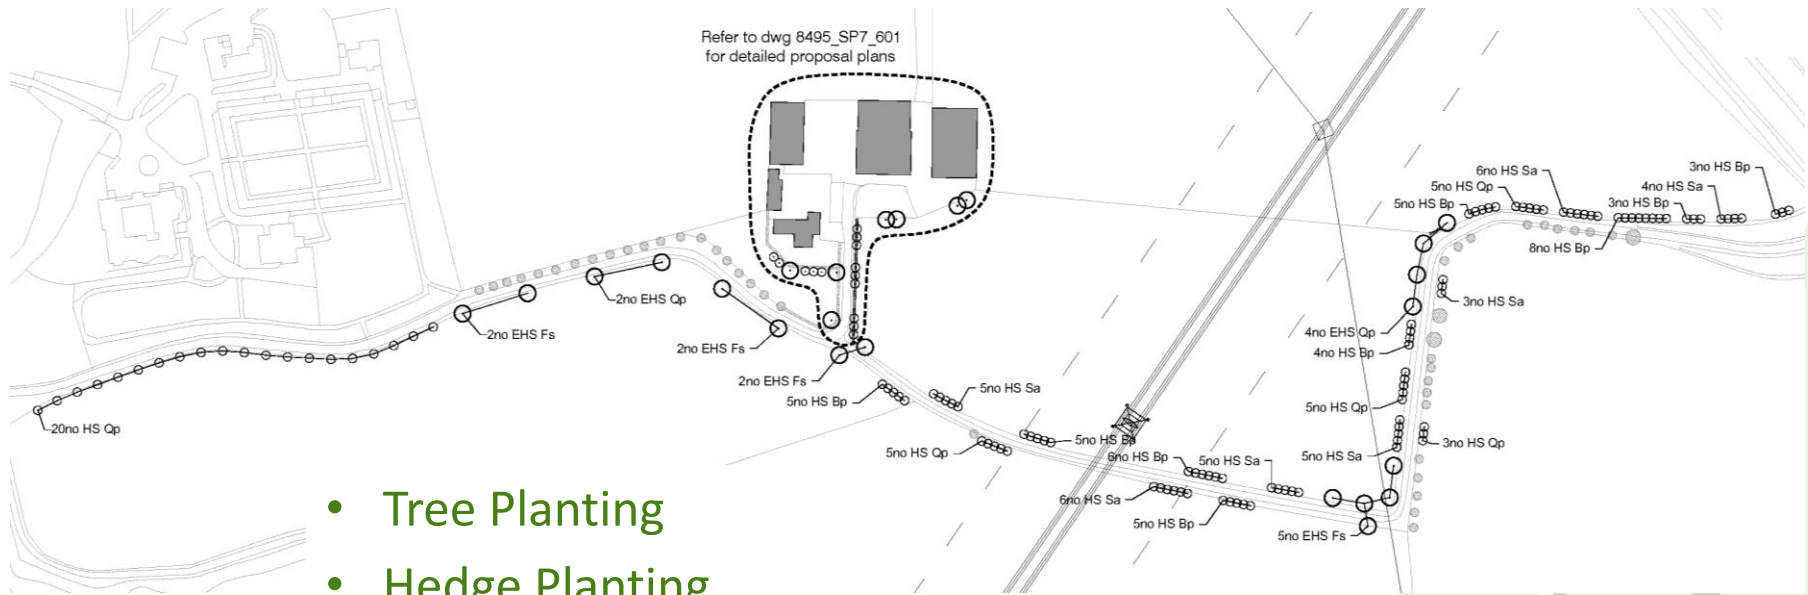 Refer to dwg 8495_SP7_601
for detailed proposal plans
3no HS Bp
6no HS Sa
4no HS Sa
5no HS Qp
3no HS Bp
5no HS Bp
8no HS Bp
2no EHS Qp
3no HS Sa
2no EHS Fs
4no EHS Qp
2no EHS Fs
4no HS Bp
2no EHS Fs
5no HS Sa
5no HS Bp
5no HS Qp
20no HS Qp
5no HS Bp
3no HS Qp
5no HS Qp
6no HS Bp
5no HS Sa
5no HS Sa
6no HS Sa
5no HS Bp
5no EHS Fs
• Tree Planting
• Hedge Planting